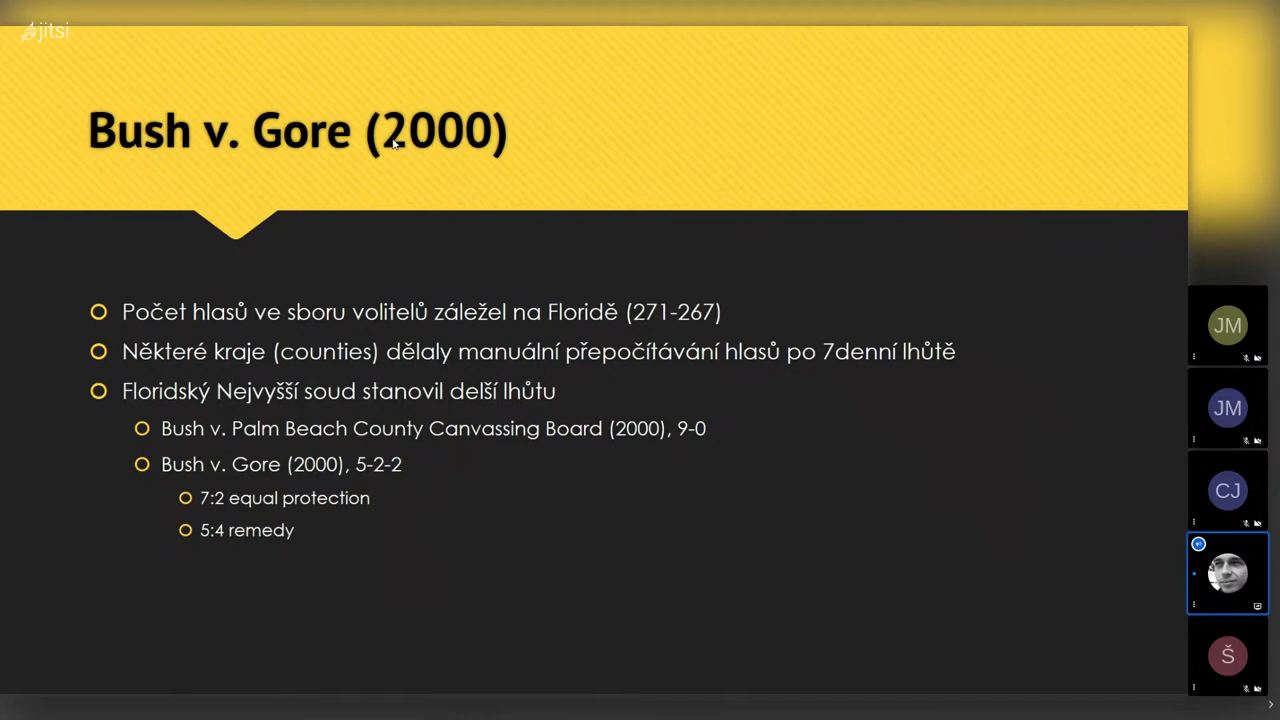 jitsi
Bush v. Gore (2000)
Počet hlasů ve sboru volitelů záležel na Floridě (271-267)
Některé kraje (counties) dělaly manuální přepočítávání hlasů po 7denní lhůtě
Floridský Nejvyšší soud stanovil delší lhůtu
Bush v. Palm Beach County Canvassing Board (2000), 9-0
Bush v. Gore (2000), 5-2-2
7:2 equal protection
5:4 remedy
JM
JM
CJ
Š